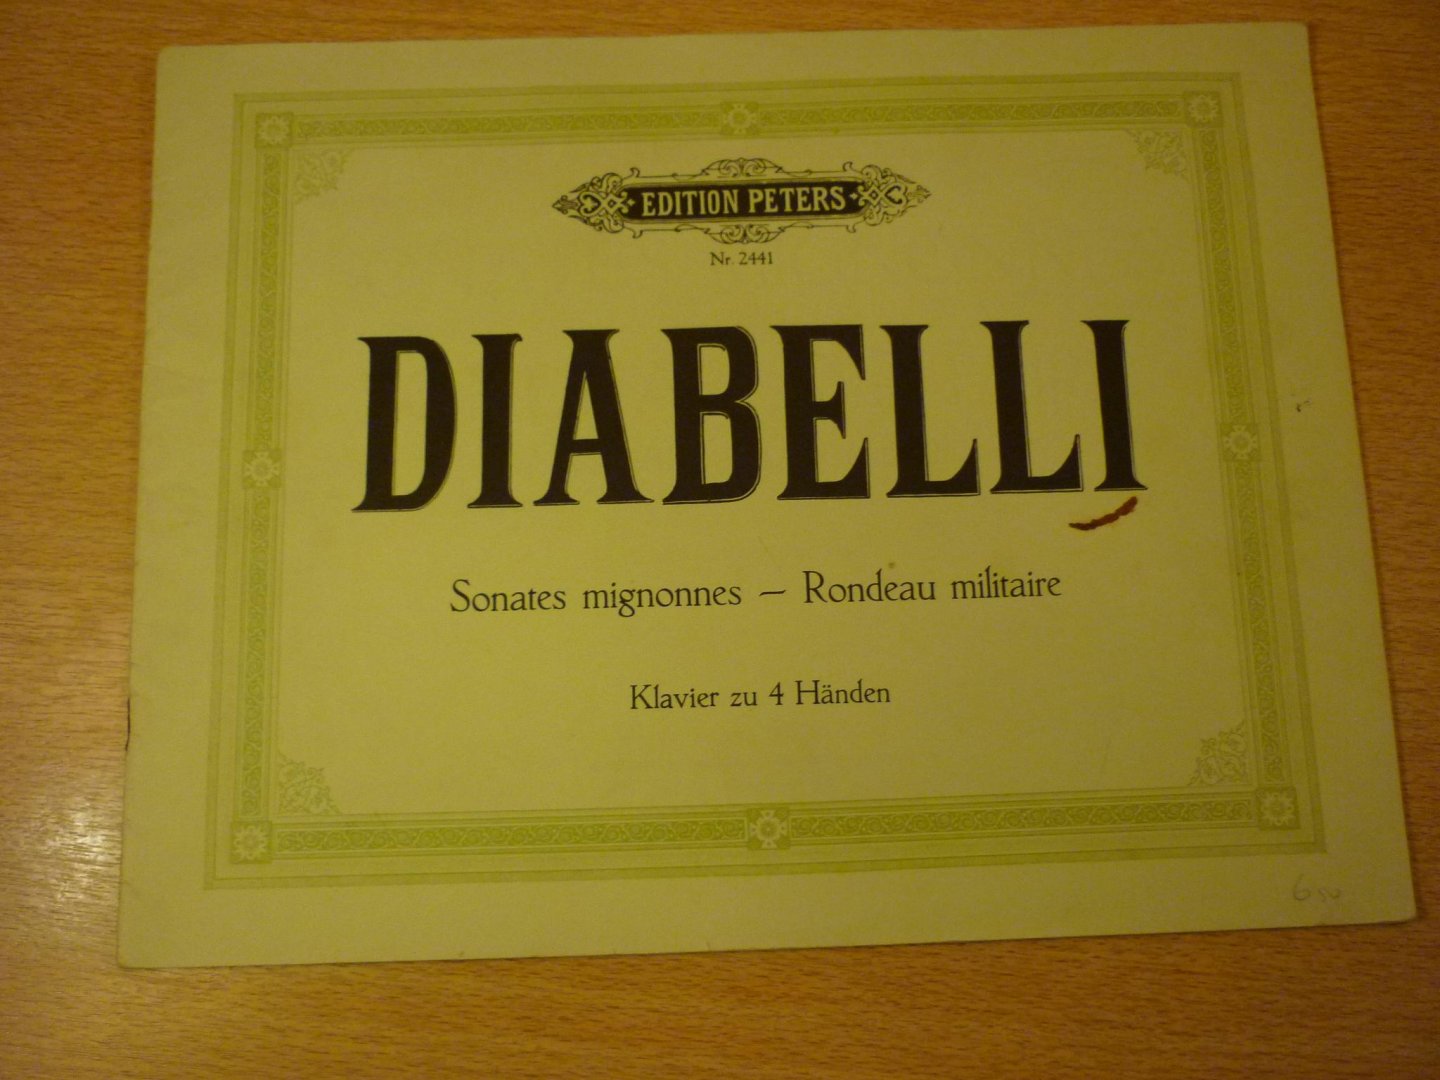 EDITION PETERS
Nr. 2441
DIABELLI
Sonates mignonnes — Rondeau militaire
Klavier zu 4 Händen